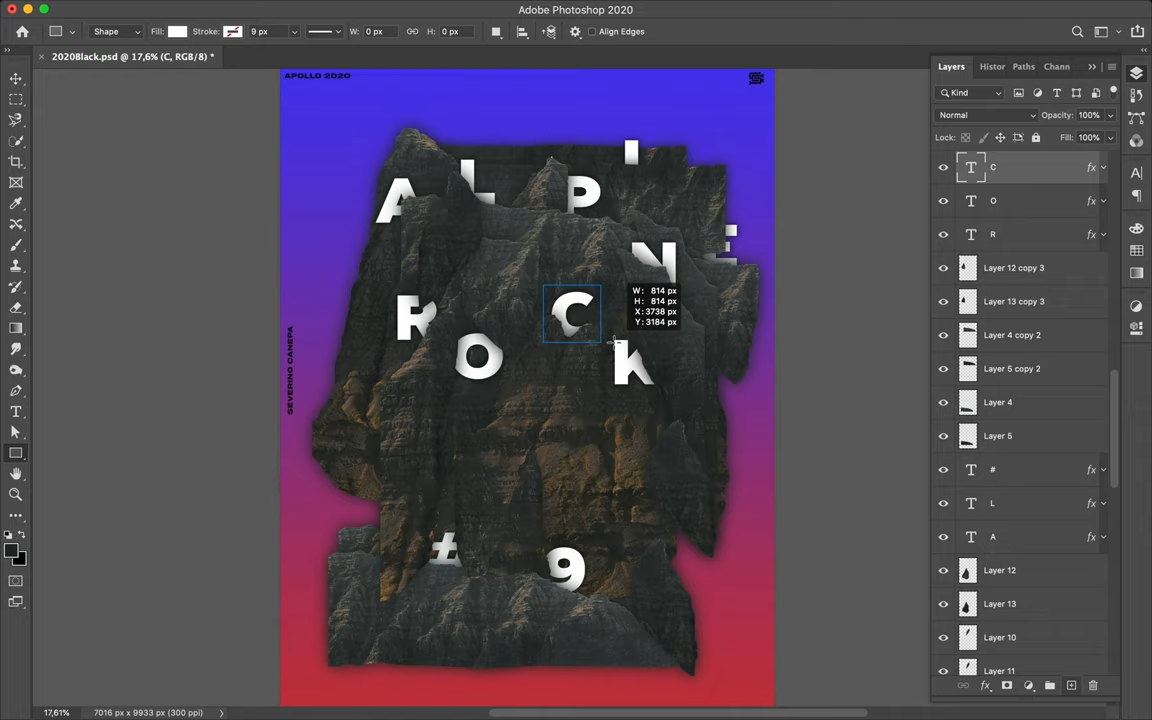 Adobe Photoshop 2020
Shape Fill: Stroke: 9 px W: 0 px H: 0 px Align Edges
2020Black.psd @ 17,6% (C, RGB/8) *
Layers Histor Paths Chann
Kind
Normal Opacity: 100%
Lock: Fill: 100%
C
O
R
Layer 12 copy 3
Layer 13 copy 3
Layer 4 copy 2
Layer 5 copy 2
Layer 4
Layer 5
#
L
A
Layer 12
Layer 13
Layer 10
Layer 11
APOLLO 2020
SEVERINO CANEPA
ALPINE
ROCK
#9
W: 814 px
H: 814 px
X: 3738 px
Y: 3184 px
17,61% 7016 px x 9933 px (300 ppi)